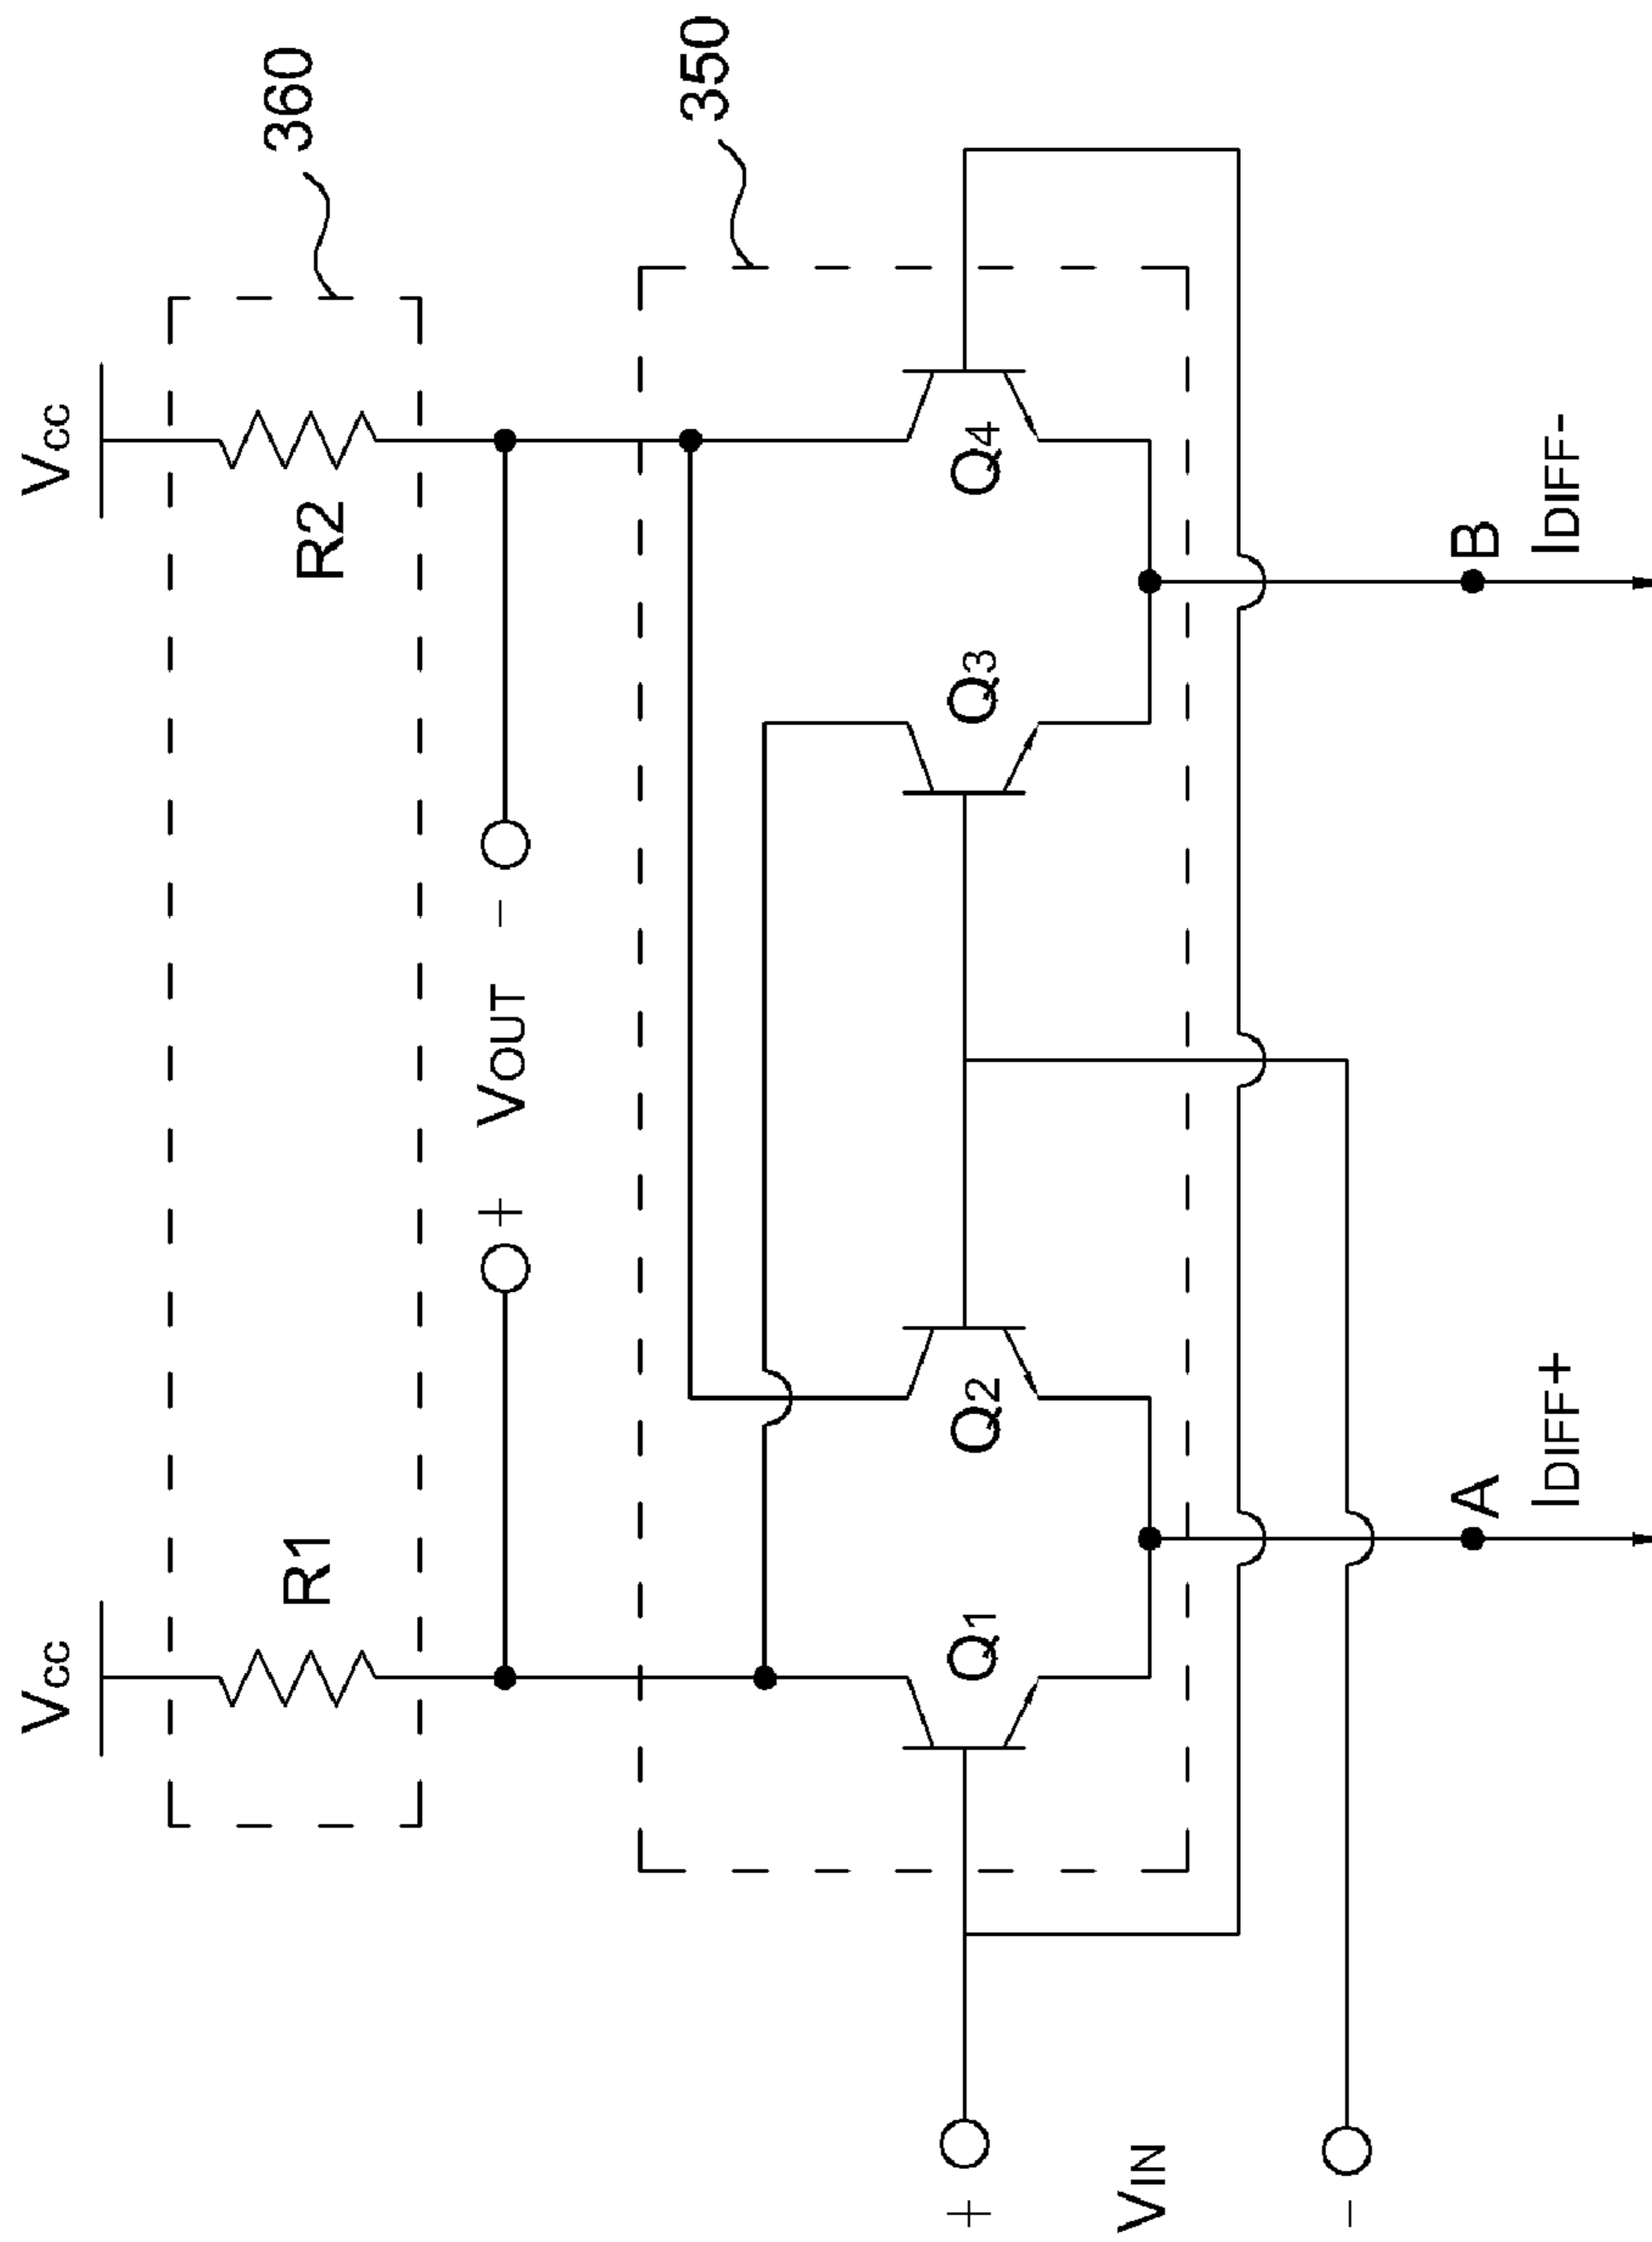 VCC
VCC
360
R1
R2
+ VOUT -
350
Q1
Q2
Q3
Q4
+
VIN
-
A
B
IDIFF+
IDIFF-